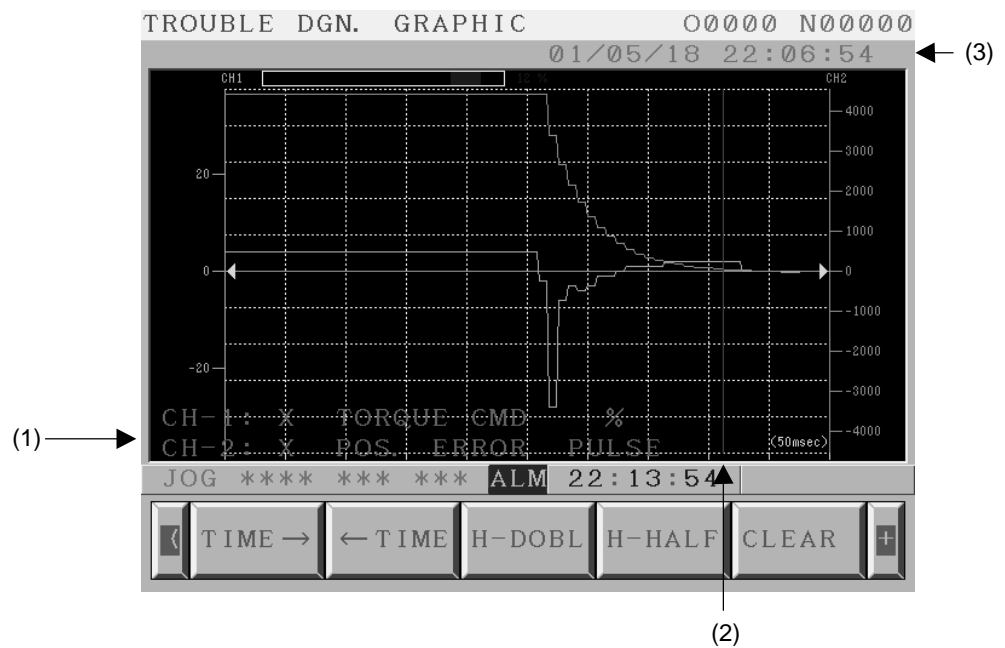 TROUBLE DGN. GRAPHIC O0000 N00000
01/05/18 22:06:54 (3)
CH1 12 % CH2
4000
3000
20
2000
1000
0 0
-1000
-2000
-20
-3000
CH-1: X TORQUE CMD %
(1) CH-2: X POS. ERROR PULSE (50msec) -4000
JOG **** *** *** ALM 22:13:54
( TIME→ ←TIME H-DOBL H-HALF CLEAR +
(2)